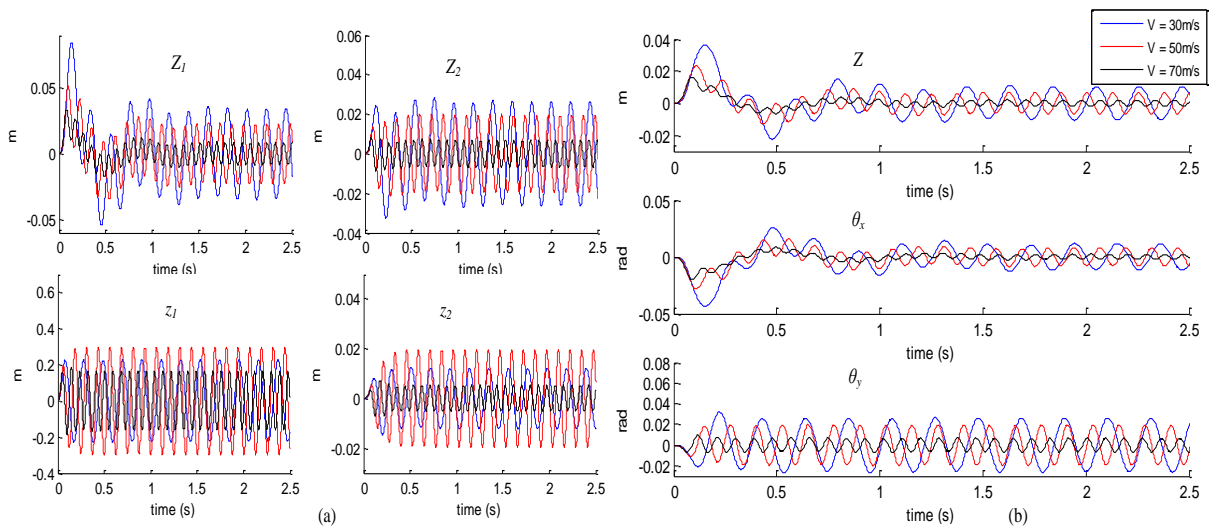 Z1
m
0.05
0
-0.05
0 0.5 1 1.5 2 2.5
time (s)
Z2
m
0.06
0.04
0.02
0
-0.02
-0.04
0 0.5 1 1.5 2 2.5
time (s)
z1
m
0.6
0.4
0.2
0
-0.2
-0.4
0 0.5 1 1.5 2 2.5
time (s)
z2
m
0.04
0.02
0
-0.02
0 0.5 1 1.5 2 2.5
time (s)
(a)
V = 30m/s
V = 50m/s
V = 70m/s
Z
m
0.04
0.02
0
-0.02
0 0.5 1 1.5 2 2.5
time (s)
θx
rad
0.05
0
-0.05
0 0.5 1 1.5 2 2.5
time (s)
θy
rad
0.08
0.06
0.04
0.02
0
-0.02
0 0.5 1 1.5 2 2.5
time (s)
(b)